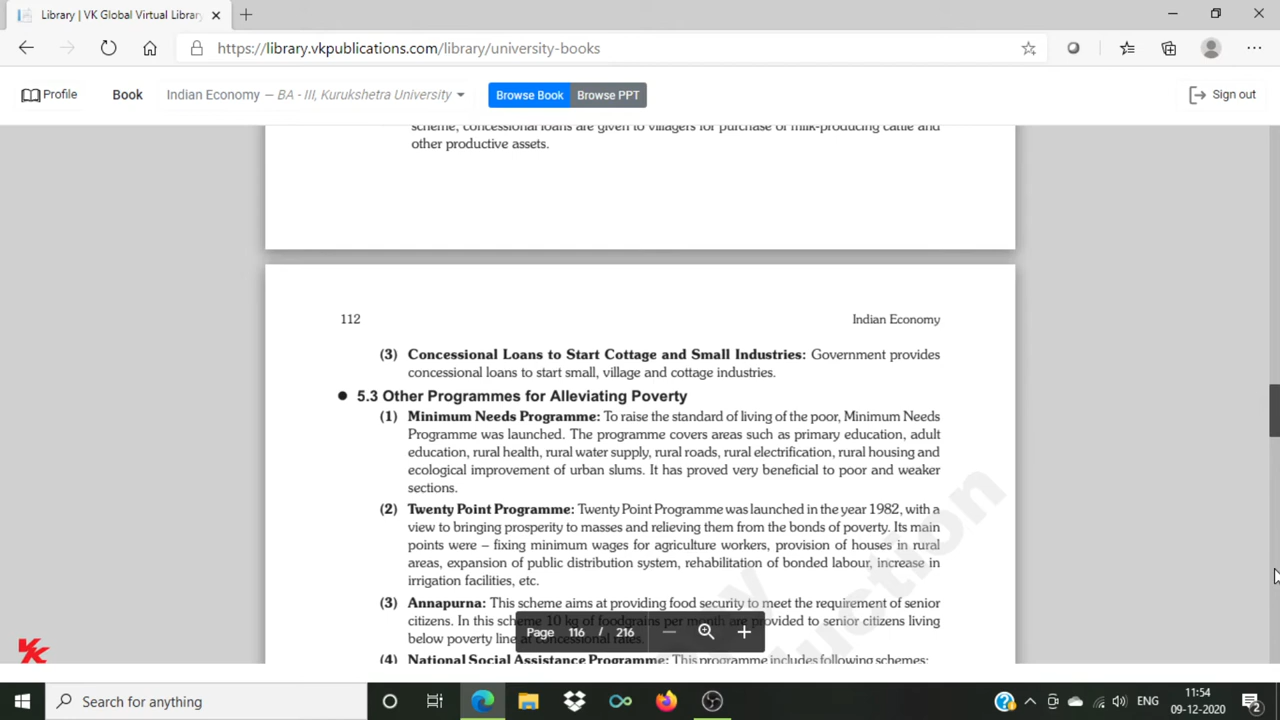 Library | VK Global Virtual Librar
https://library.vkpublications.com/library/university-books
Profile
Book
Indian Economy — BA - III, Kurukshetra University
Browse Book
Browse PPT
Sign out
scheme, concessional loans are given to villagers for purchase of milk-producing cattle and
other productive assets.
112
Indian Economy
(3) Concessional Loans to Start Cottage and Small Industries: Government provides
concessional loans to start small, village and cottage industries.
● 5.3 Other Programmes for Alleviating Poverty
(1) Minimum Needs Programme: To raise the standard of living of the poor, Minimum Needs
Programme was launched. The programme covers areas such as primary education, adult
education, rural health, rural water supply, rural roads, rural electrification, rural housing and
ecological improvement of urban slums. It has proved very beneficial to poor and weaker
sections.
(2) Twenty Point Programme: Twenty Point Programme was launched in the year 1982, with a
view to bringing prosperity to masses and relieving them from the bonds of poverty. Its main
points were – fixing minimum wages for agriculture workers, provision of houses in rural
areas, expansion of public distribution system, rehabilitation of bonded labour, increase in
irrigation facilities, etc.
(3) Annapurna: This scheme aims at providing food security to meet the requirement of senior
citizens. In this scheme 10 kg of foodgrains per month are provided to senior citizens living
below poverty line at concessional rates.
(4) National Social Assistance Programme: This programme includes following schemes:
Page 116 / 216
VK
Search for anything
ENG
11:54
09-12-2020
2